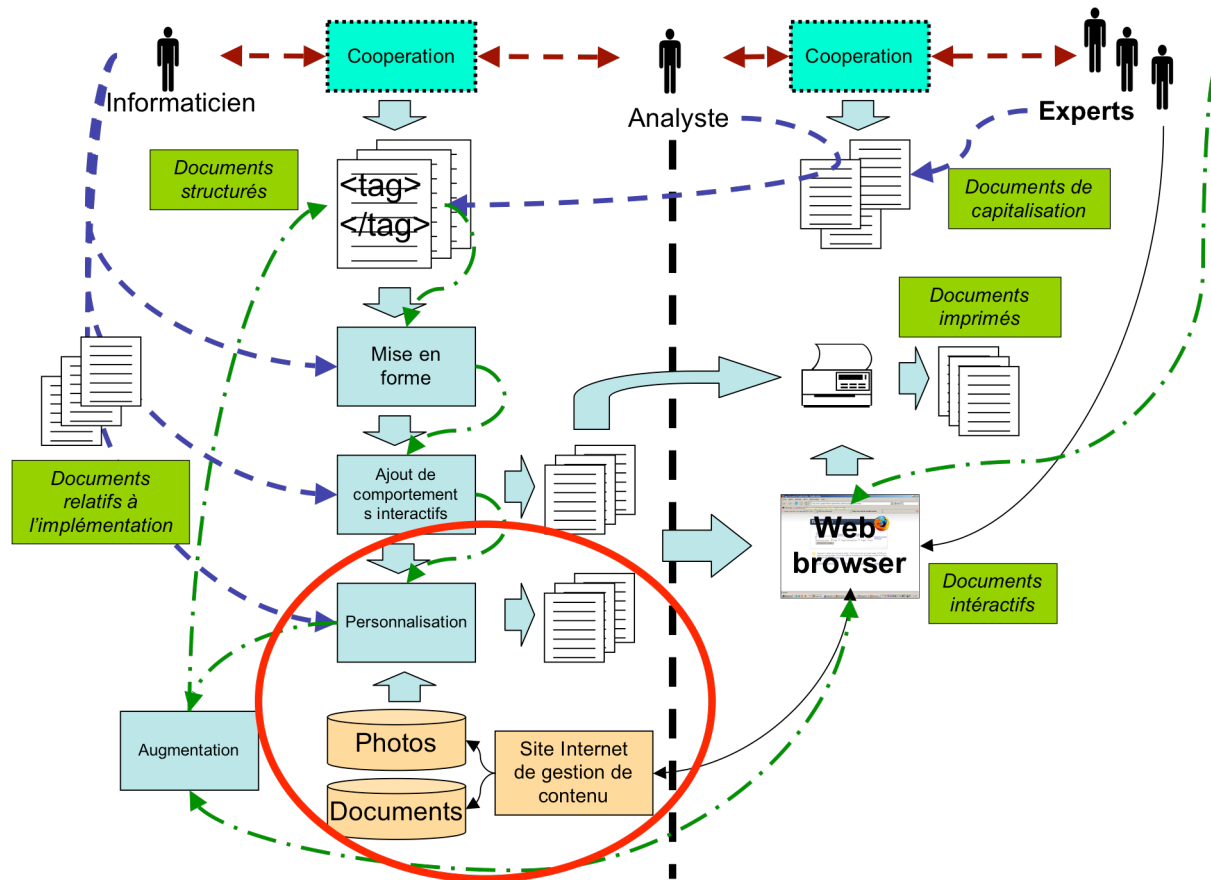 Cooperation
Cooperation
Informaticien
Analyste
Experts
Documents
structurés
<tag>
</tag>
Documents de
capitalisation
Documents
imprimés
Mise en
forme
Documents
relatifs à
l'implémentation
Ajout de
comportement
s interactifs
Web
browser
Documents
intéractifs
Personnalisation
Augmentation
Photos
Documents
Site Internet
de gestion de
contenu